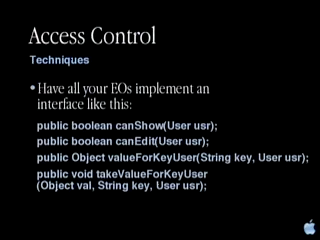 Access Control
Techniques
• Have all your EOs implement an
interface like this:
public boolean canShow(User usr);
public boolean canEdit(User usr);
public Object valueForKeyUser(String key, User usr);
public void takeValueForKeyUser
(Object val, String key, User usr);